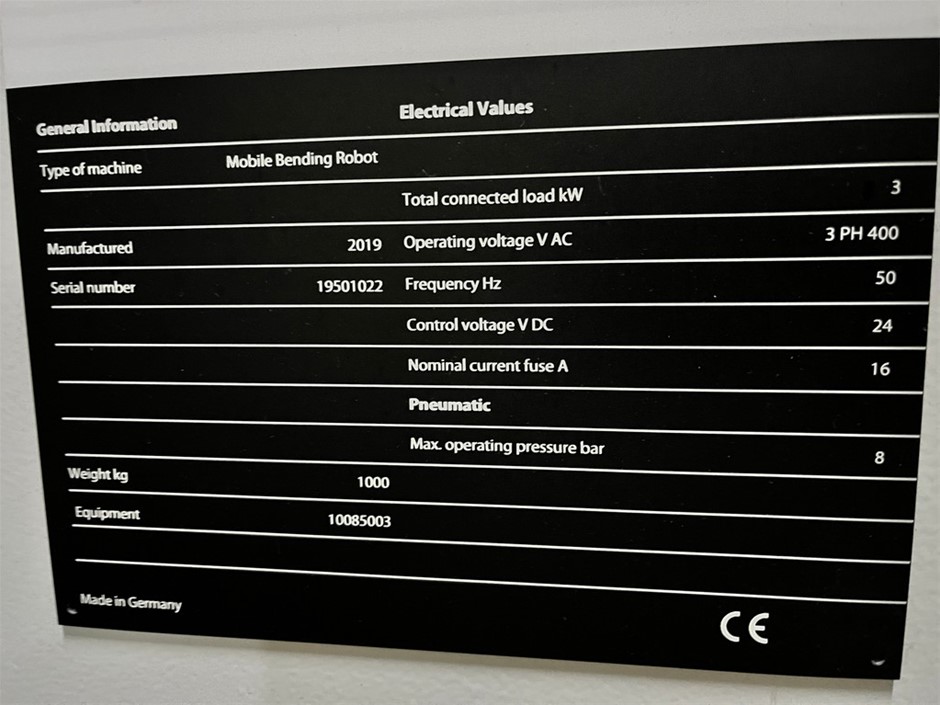 General Information Electrical Values
Type of machine Mobile Bending Robot
Total connected load kW 3
Manufactured 2019 Operating voltage V AC 3 PH 400
Serial number 19501022 Frequency Hz 50
Control voltage V DC 24
Nominal current fuse A 16
Pneumatic
Max. operating pressure bar 8
Weight kg 1000
Equipment 10085003
Made in Germany CE